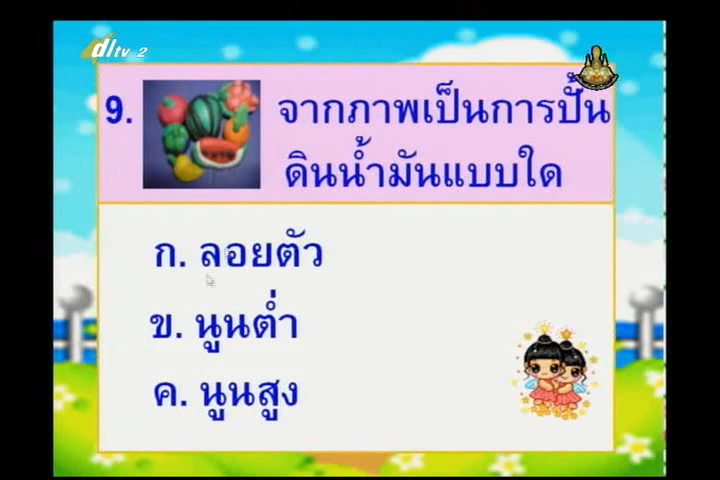 dltv 2
9. จากภาพเป็นการปั้น
ดินน้ำมันแบบใด
ก. ลอยตัว
ข. นูนต่ำ
ค. นูนสูง